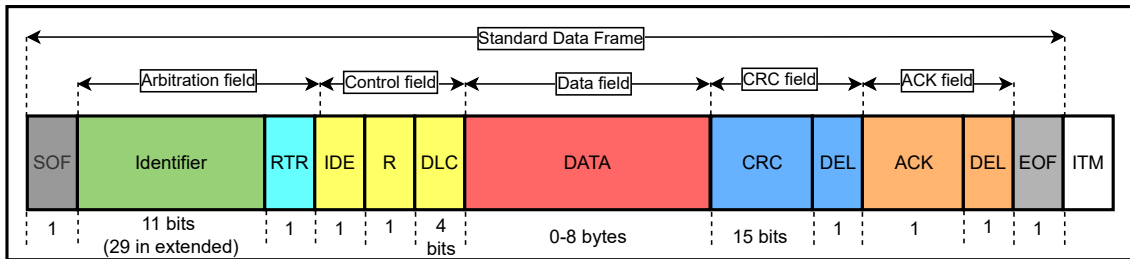 Standard Data Frame
Arbitration field
Control field
Data field
CRC field
ACK field
SOF
Identifier
RTR
IDE
R
DLC
DATA
CRC
DEL
ACK
DEL
EOF
ITM
1
11 bits
(29 in extended)
1
1
1
4
bits
0-8 bytes
15 bits
1
1
1
1